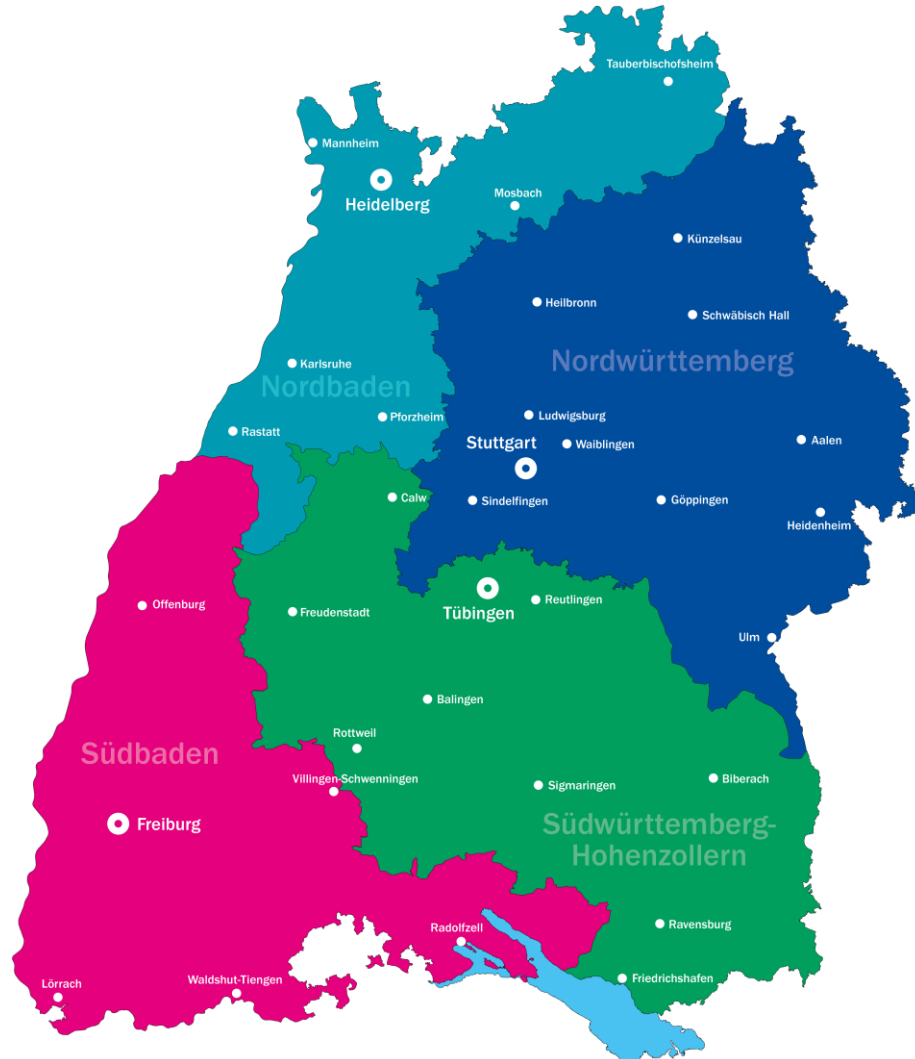 Tauberbischofsheim
Mannheim
Heidelberg
Mosbach
Künzelsau
Heilbronn
Schwäbisch Hall
Nordwürttemberg
Karlsruhe
Nordbaden
Pforzheim
Ludwigsburg
Rastatt
Stuttgart
Waiblingen
Aalen
Calw
Sindelfingen
Göppingen
Heidenheim
Offenburg
Freudenstadt
Tübingen
Reutlingen
Ulm
Balingen
Rottweil
Südbaden
Villingen-Schwenningen
Sigmaringen
Biberach
Freiburg
Südwürttemberg-
Hohenzollern
Radolfzell
Ravensburg
Lörrach
Waldshut-Tiengen
Friedrichshafen